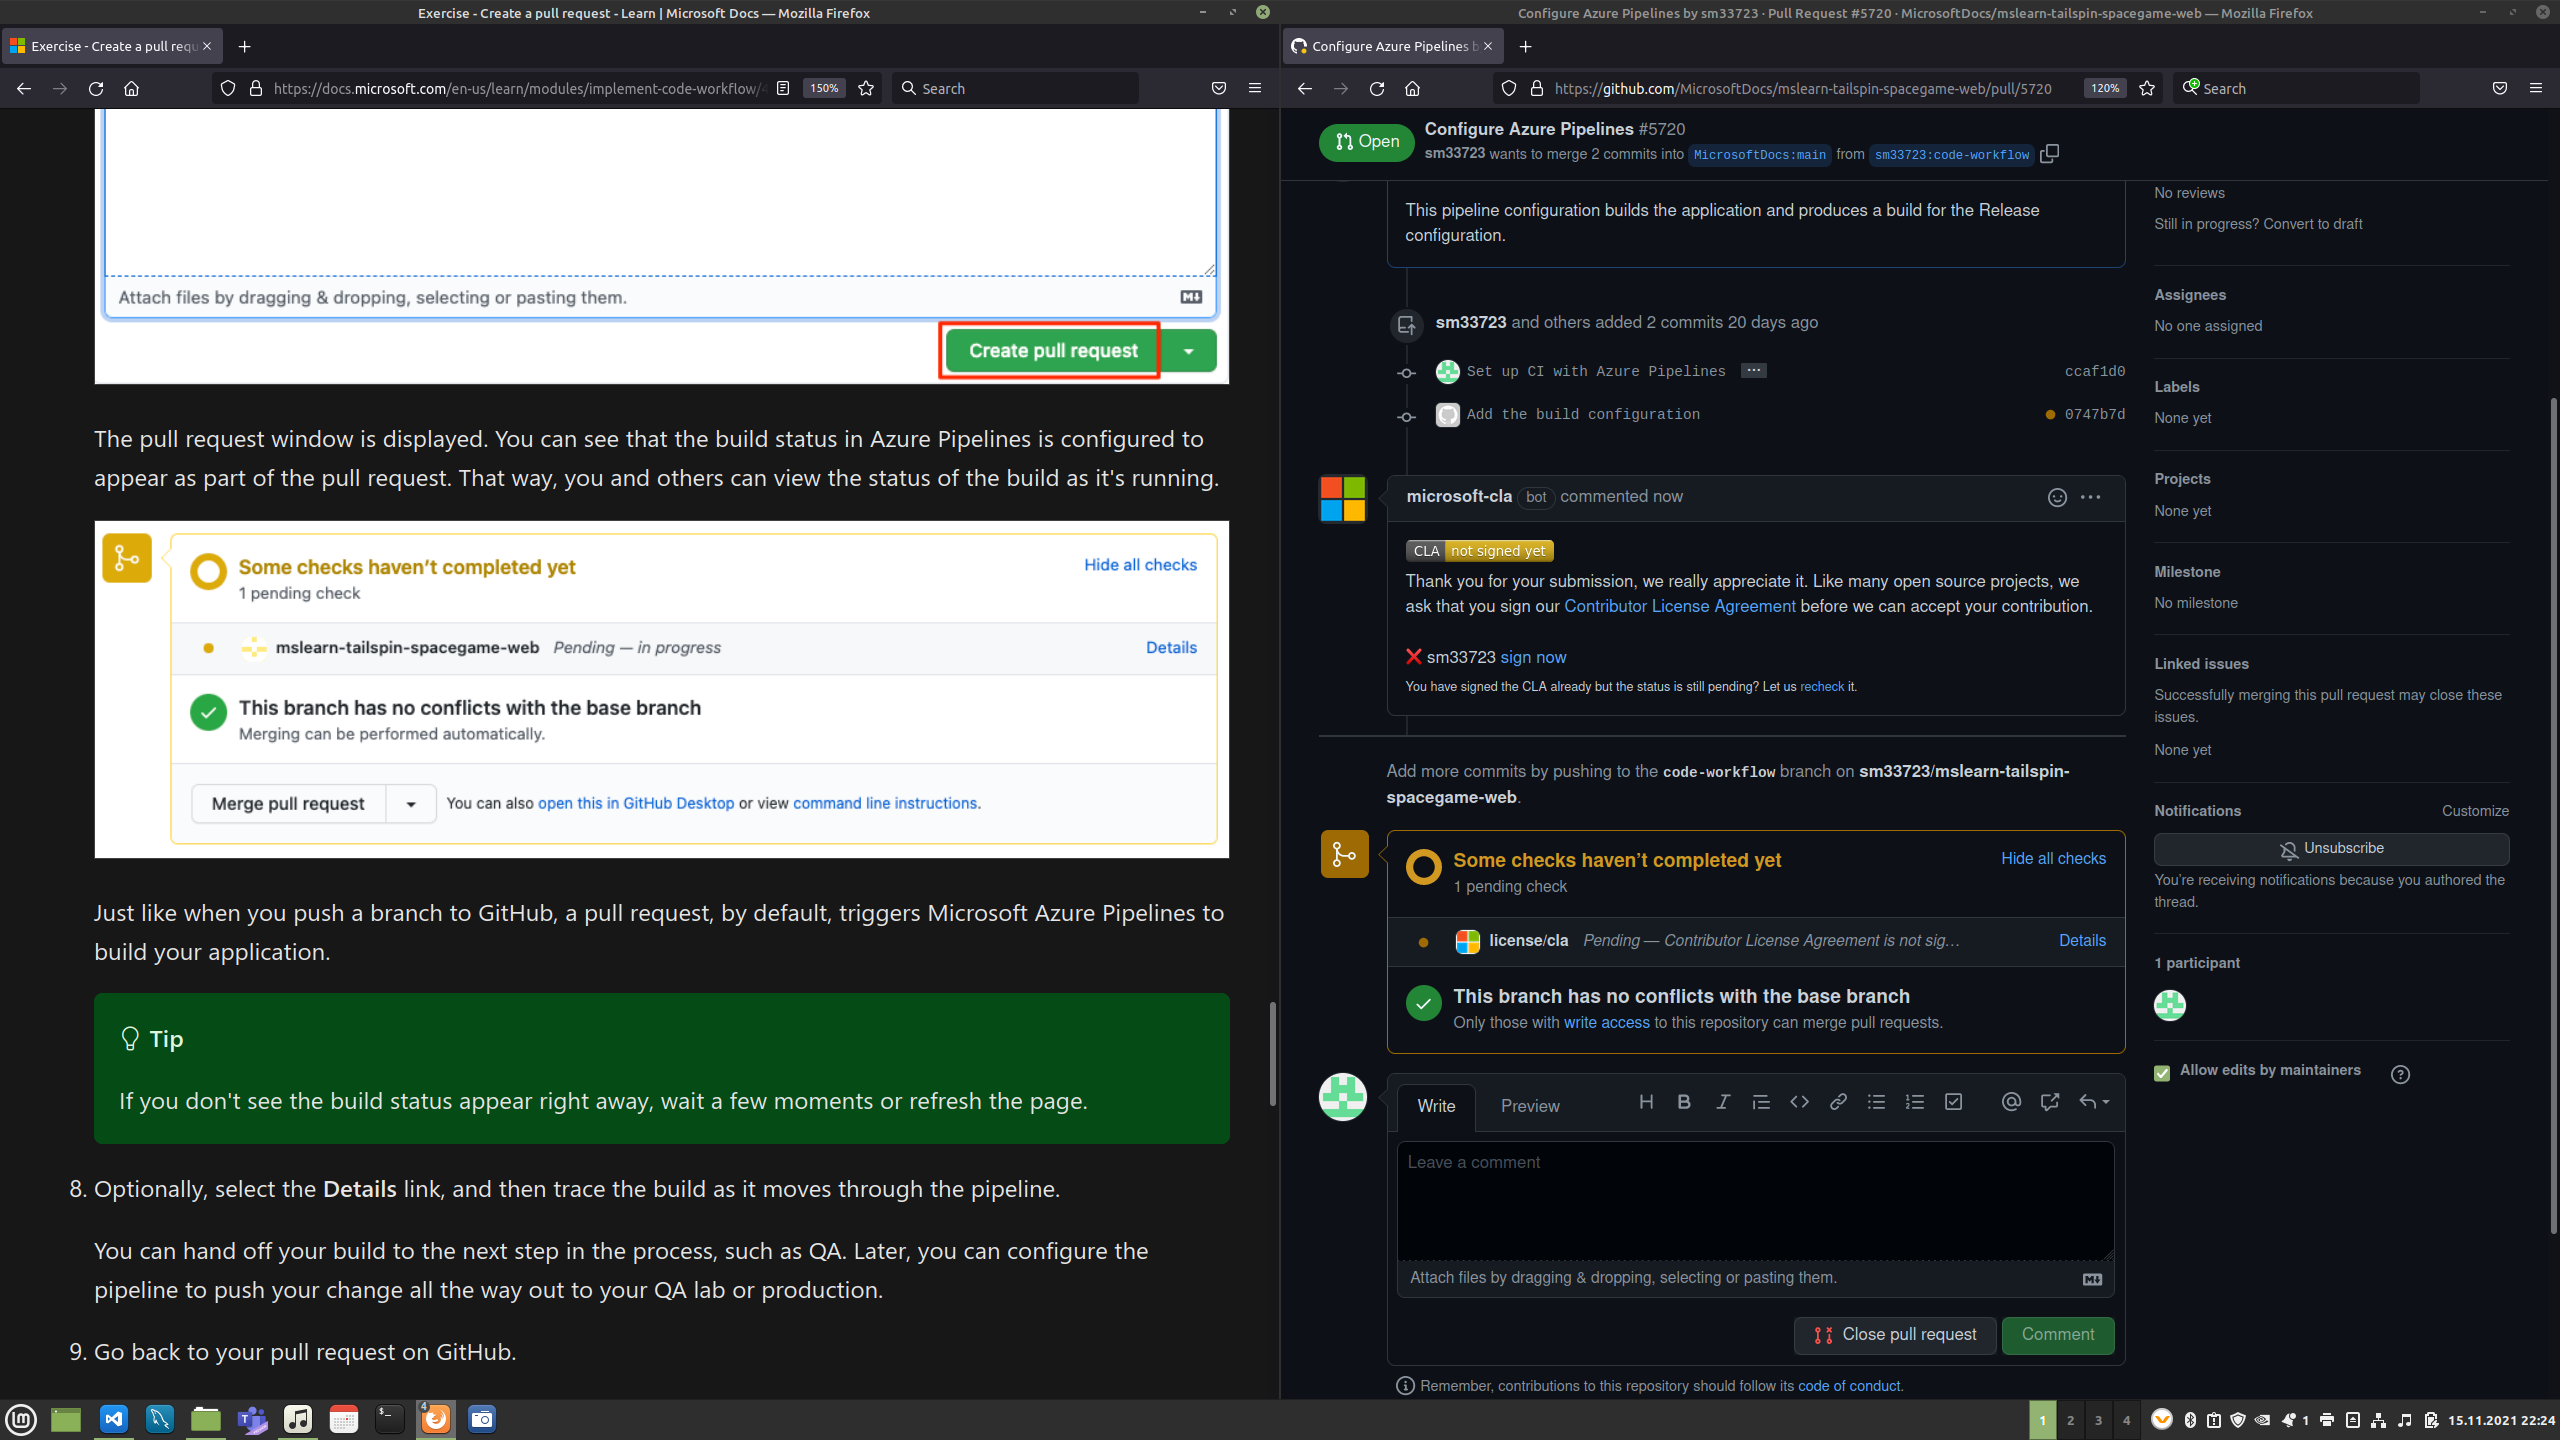 Exercise - Create a pull request - Learn | Microsoft Docs — Mozilla Firefox
Exercise - Create a pull requ
https://docs.microsoft.com/en-us/learn/modules/implement-code-workflow/4
150%
Search
Attach files by dragging & dropping, selecting or pasting them.
Create pull request
The pull request window is displayed. You can see that the build status in Azure Pipelines is configured to
appear as part of the pull request. That way, you and others can view the status of the build as it's running.
Some checks haven't completed yet
Hide all checks
1 pending check
mslearn-tailspin-spacegame-web Pending — in progress
Details
This branch has no conflicts with the base branch
Merging can be performed automatically.
Merge pull request
You can also open this in GitHub Desktop or view command line instructions.
Just like when you push a branch to GitHub, a pull request, by default, triggers Microsoft Azure Pipelines to
build your application.
Tip
If you don't see the build status appear right away, wait a few moments or refresh the page.
8. Optionally, select the Details link, and then trace the build as it moves through the pipeline.
You can hand off your build to the next step in the process, such as QA. Later, you can configure the
pipeline to push your change all the way out to your QA lab or production.
9. Go back to your pull request on GitHub.
Configure Azure Pipelines by sm33723 · Pull Request #5720 · MicrosoftDocs/mslearn-tailspin-spacegame-web — Mozilla Firefox
Configure Azure Pipelines b
https://github.com/MicrosoftDocs/mslearn-tailspin-spacegame-web/pull/5720
120%
Search
Open
Configure Azure Pipelines #5720
sm33723 wants to merge 2 commits into MicrosoftDocs:main from sm33723:code-workflow
This pipeline configuration builds the application and produces a build for the Release
configuration.
sm33723 and others added 2 commits 20 days ago
Set up CI with Azure Pipelines ...
ccaf1d0
Add the build configuration
0747b7d
microsoft-cla bot commented now
CLA not signed yet
Thank you for your submission, we really appreciate it. Like many open source projects, we
ask that you sign our Contributor License Agreement before we can accept your contribution.
❌ sm33723 sign now
You have signed the CLA already but the status is still pending? Let us recheck it.
Add more commits by pushing to the code-workflow branch on sm33723/mslearn-tailspin-
spacegame-web.
Some checks haven't completed yet
Hide all checks
1 pending check
license/cla Pending — Contributor License Agreement is not sig…
Details
This branch has no conflicts with the base branch
Only those with write access to this repository can merge pull requests.
Write
Preview
Leave a comment
Attach files by dragging & dropping, selecting or pasting them.
Close pull request
Comment
Remember, contributions to this repository should follow its code of conduct.
No reviews
Still in progress? Convert to draft
Assignees
No one assigned
Labels
None yet
Projects
None yet
Milestone
No milestone
Linked issues
Successfully merging this pull request may close these
issues.
None yet
Notifications
Customize
Unsubscribe
You're receiving notifications because you authored the
thread.
1 participant
Allow edits by maintainers
4
1 2 3 4
1
15.11.2021 22:24